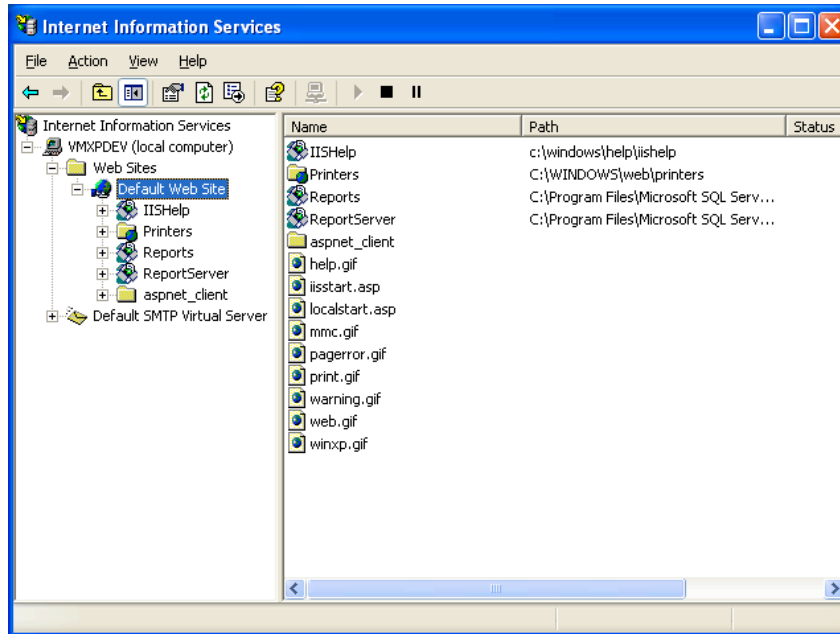 Internet Information Services
File Action View Help
Internet Information Services
VMXPDEV (local computer)
Web Sites
Default Web Site
IISHelp
Printers
Reports
ReportServer
aspnet_client
Default SMTP Virtual Server
Name Path Status
IISHelp c:\windows\help\iishelp
Printers C:\WINDOWS\web\printers
Reports C:\Program Files\Microsoft SQL Serv...
ReportServer C:\Program Files\Microsoft SQL Serv...
aspnet_client
help.gif
iisstart.asp
localstart.asp
mmc.gif
pagerror.gif
print.gif
warning.gif
web.gif
winxp.gif